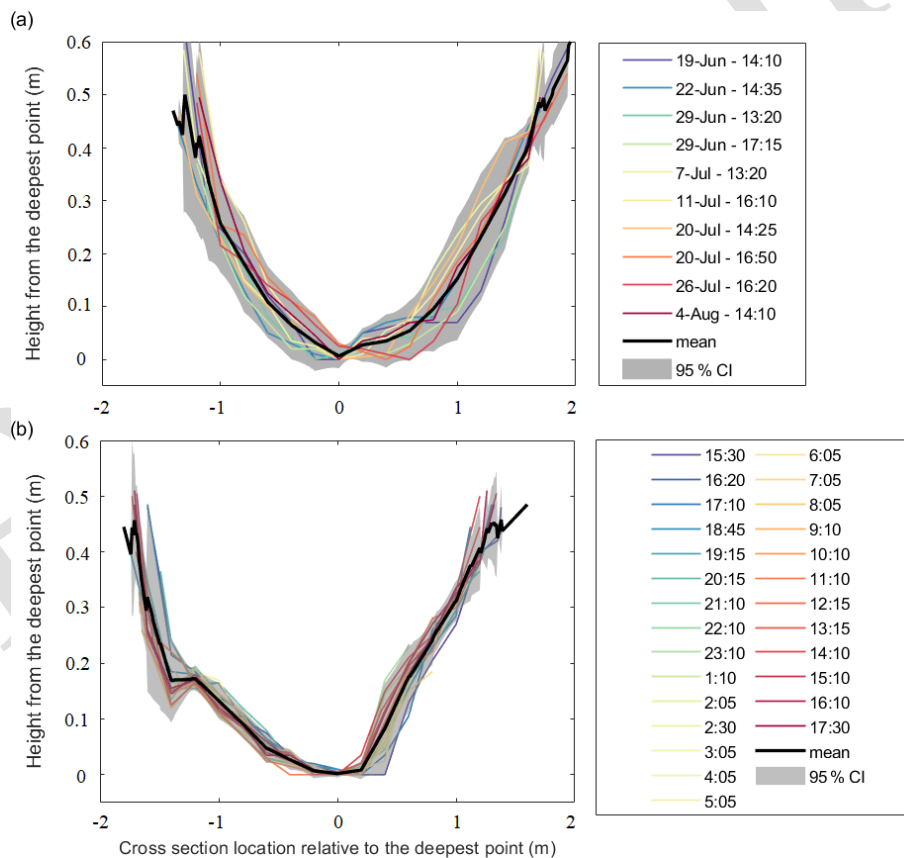 (a)
Height from the deepest point (m)
0.6
0.5
0.4
0.3
0.2
0.1
0
-2
-1
0
1
2
19-Jun - 14:10
22-Jun - 14:35
29-Jun - 13:20
29-Jun - 17:15
7-Jul - 13:20
11-Jul - 16:10
20-Jul - 14:25
20-Jul - 16:50
26-Jul - 16:20
4-Aug - 14:10
mean
95 % CI
(b)
Height from the deepest point (m)
0.6
0.5
0.4
0.3
0.2
0.1
0
-2
-1
0
1
2
Cross section location relative to the deepest point (m)
15:30
16:20
17:10
18:45
19:15
20:15
21:10
22:10
23:10
1:10
2:05
2:30
3:05
4:05
5:05
6:05
7:05
8:05
9:10
10:10
11:10
12:15
13:15
14:10
15:10
16:10
17:30
mean
95 % CI